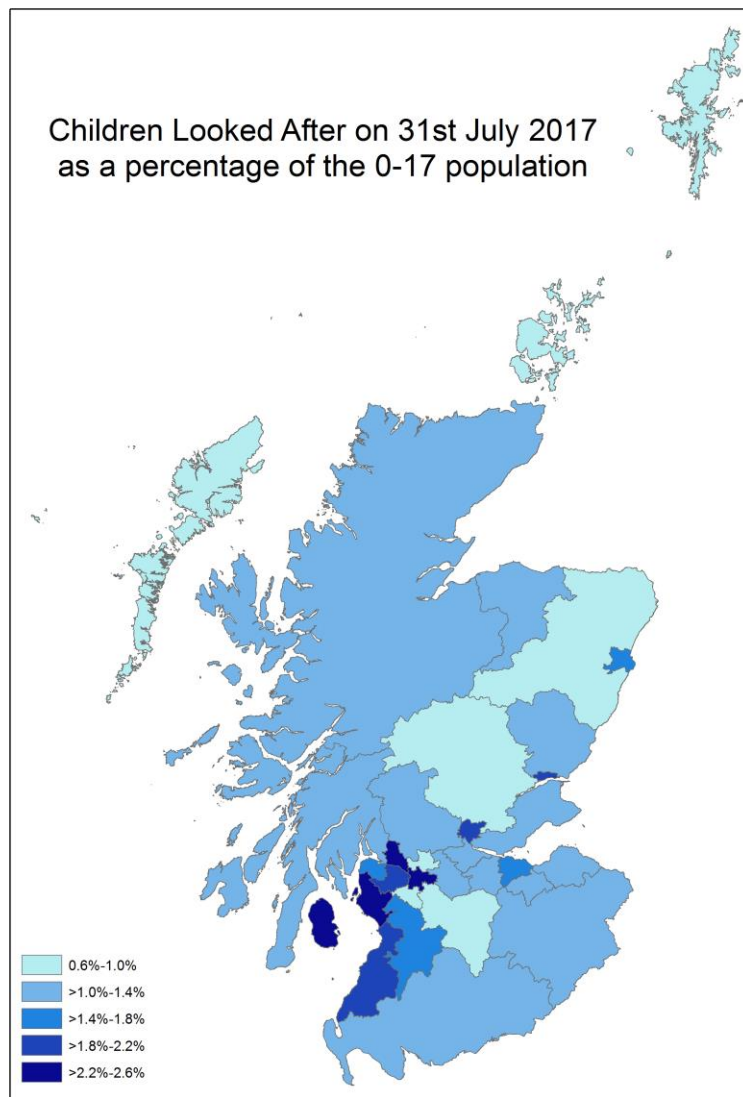 Children Looked After on 31st July 2017
as a percentage of the 0-17 population
0.6%-1.0%
>1.0%-1.4%
>1.4%-1.8%
>1.8%-2.2%
>2.2%-2.6%